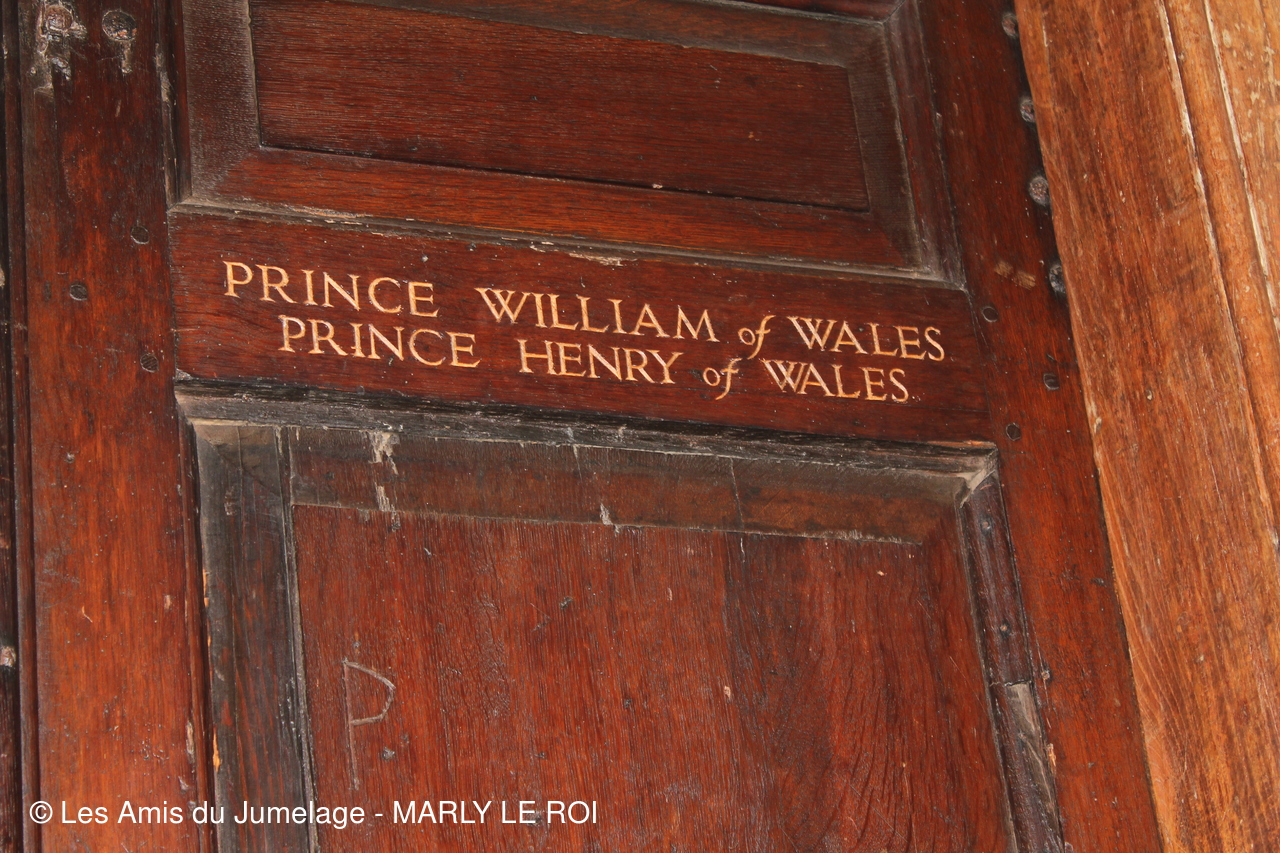 PRINCE WILLIAM of WALES
PRINCE HENRY of WALES
P
© Les Amis du Jumelage - MARLY LE ROI